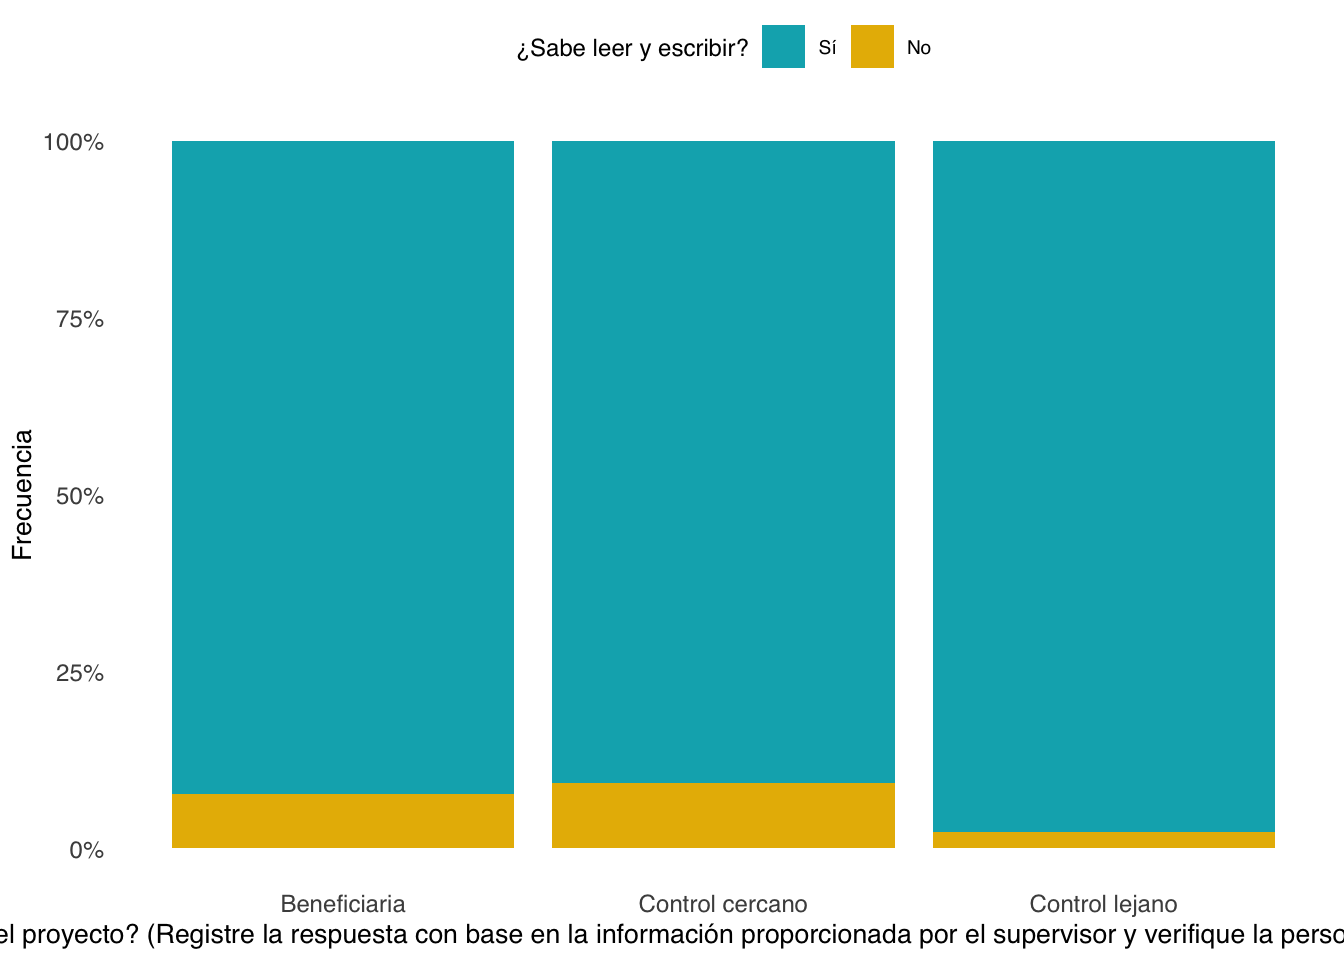 ¿Sabe leer y escribir? Sí No
100%
75%
50%
25%
0%
Frecuencia
Beneficiaria Control cercano Control lejano
el proyecto? (Registre la respuesta con base en la información proporcionada por el supervisor y verifique la perso